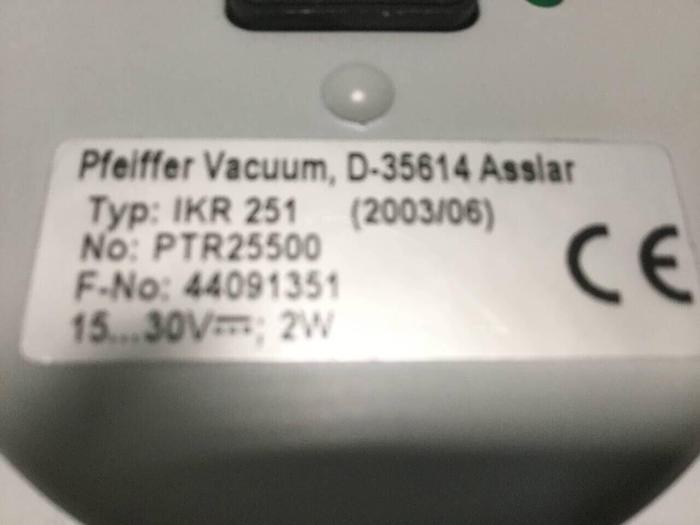 Pfeiffer Vacuum, D-35614 Asslar
Typ: IKR 251 (2003/06)
No: PTR25500
F-No: 44091351
15...30V⎓; 2W
CE